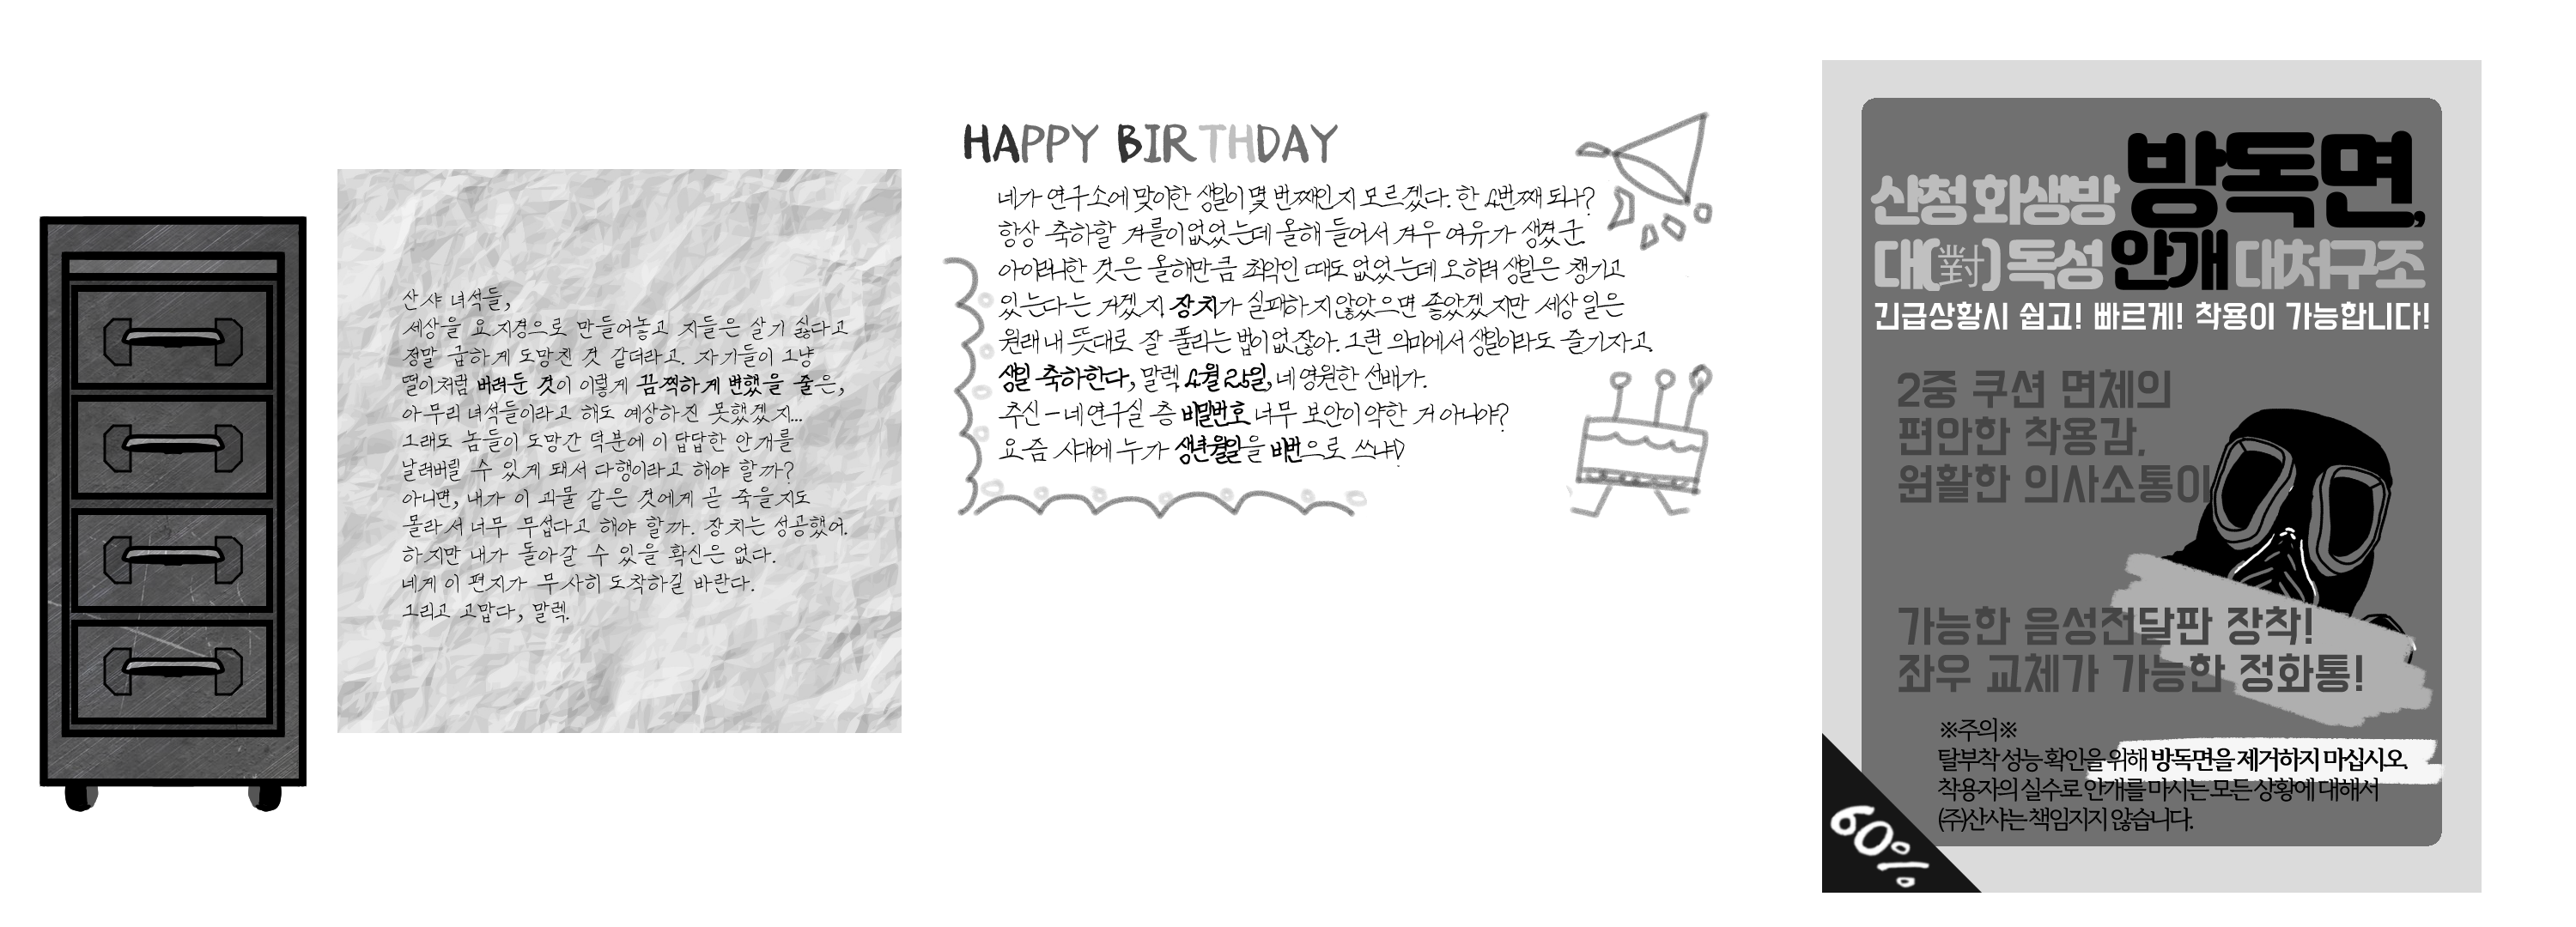 산샤 녀석들,
세상을 요지경으로 만들어놓고 지들은 살기 싫다고
정말 급하게 도망친 것 같더라고. 자기들이 그냥
떨이처럼 버려둔 것이 이렇게 끔찍하게 변했을 줄은,
아무리 녀석들이라고 해도 예상하진 못했겠지...
그래도 놈들이 도망간 덕분에 이 답답한 안개를
날려버릴 수 있게 돼서 다행이라고 해야 할까?
아니면, 내가 이 괴물 같은 것에게 곧 죽을지도
몰라서 너무 무섭다고 해야 할까. 장치는 성공했어.
하지만 내가 돌아갈 수 있을 확신은 없다.
네게 이 편지가 무사히 도착하길 바란다.
그리고 고맙다, 말렉.
HAPPY BIRTHDAY
네가 연구소에 맞이한 생일이 몇 번째인지 모르겠다. 한 4번째 되나?
항상 축하할 겨를이 없었는데 올해 들어서 겨우 여유가 생겼군.
아이러니한 것은 올해만큼 최악인 때도 없었는데 오히려 생일은 챙기고
있는다는 거겠지 장치가 실패하지 않았으면 좋았겠지만 세상 일은
원래 내 뜻대로 잘 풀리는 법이 없잖아. 그런 의미에서 생일이라도 즐기자고.
생일 축하한다, 말렉. 4월 25일, 네 영원한 선배가.
추신 - 네 연구실 층 비밀번호 너무 보안이 약한 거 아니야?
요즘 시대에 누가 생년월일을 비번으로 쓰냐?
산청 화생방 방독면,
대(對) 독성 안개 대처구조
긴급상황시 쉽고! 빠르게! 착용이 가능합니다!
2중 쿠션 면체의
편안한 착용감,
원활한 의사소통이
가능한 음성전달판 장착!
좌우 교체가 가능한 정화통!
※주의※
탈부착 성능 확인을 위해 방독면을 제거하지 마십시오.
착용자의 실수로 안개를 마시는 모든 상황에 대해서
(주)산샤는 책임지지 않습니다.
60%